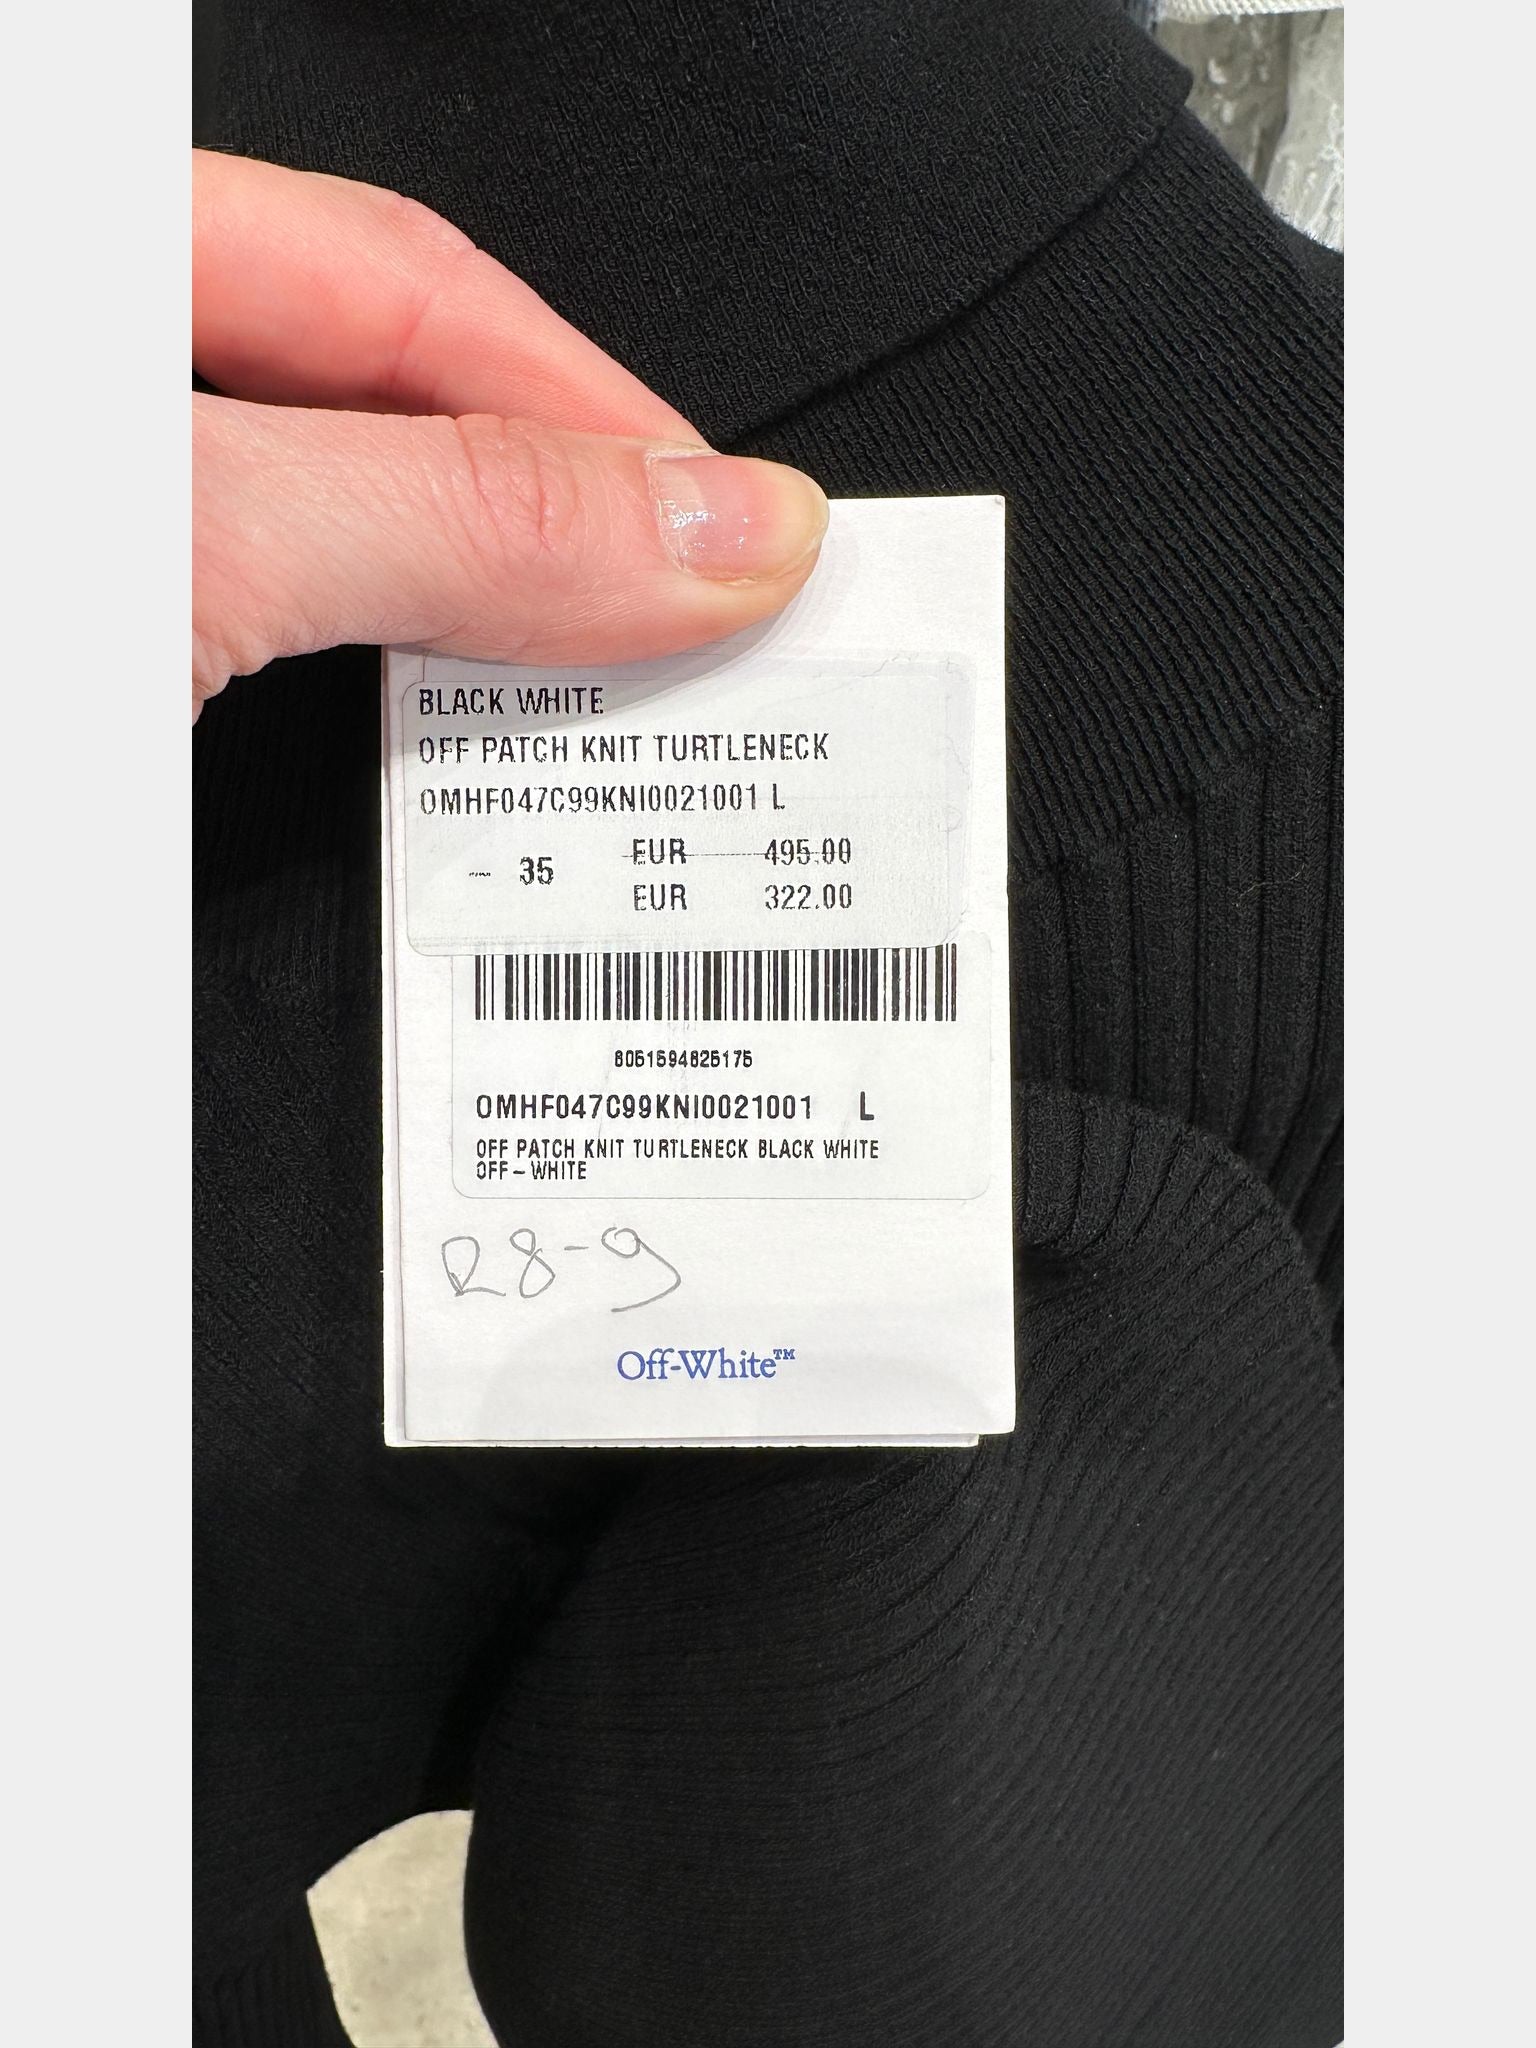 BLACK WHITE
OFF PATCH KNIT TURTLENECK
OMHF047C99KNI0021001 L
- 35 EUR 495.00
EUR 322.00
8051594825175
OMHF047C99KNI0021001 L
OFF PATCH KNIT TURTLENECK BLACK WHITE
OFF-WHITE
R8-9
Off-White™